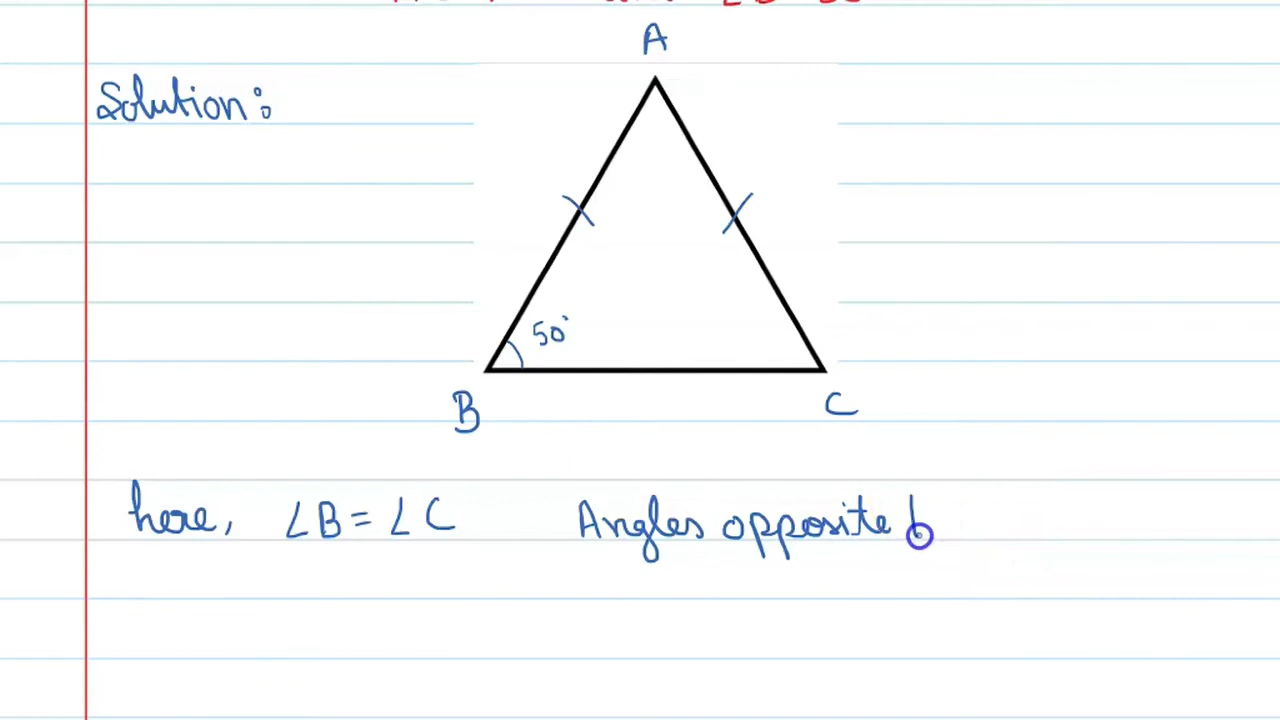 A
Solution:
50°
B
C
here, ∠B = ∠C Angles opposite